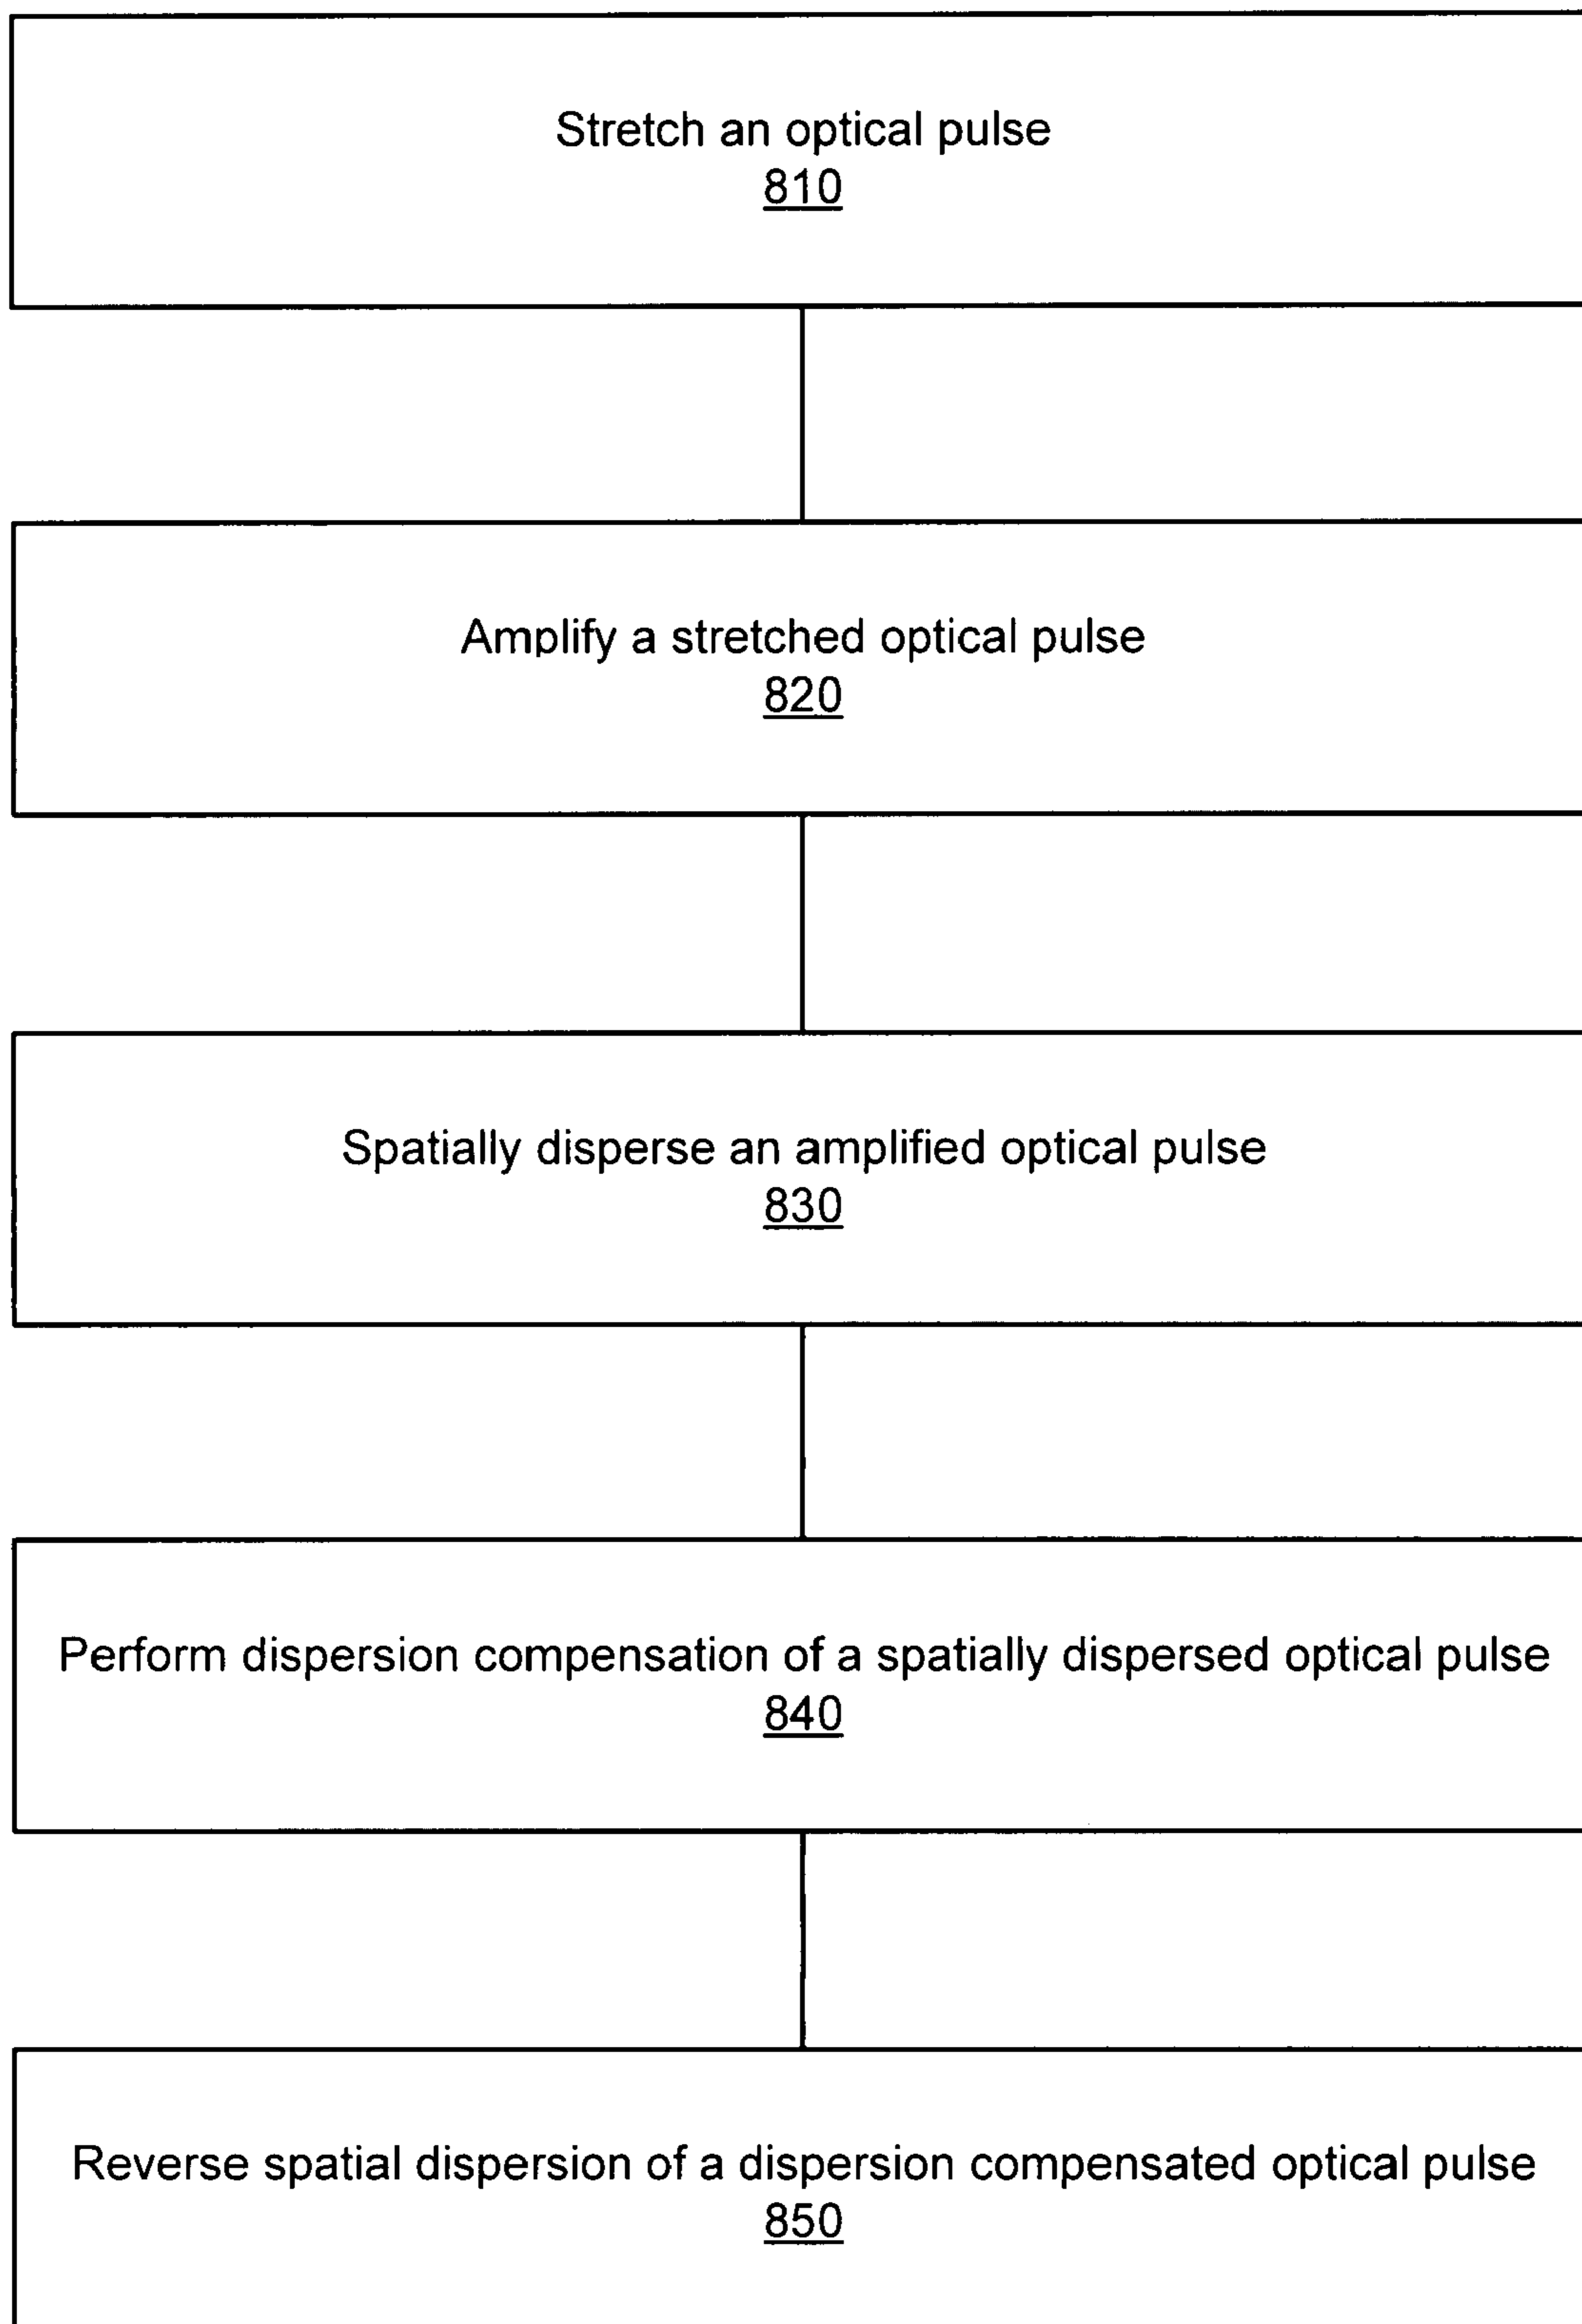 Stretch an optical pulse
810
Amplify a stretched optical pulse
820
Spatially disperse an amplified optical pulse
830
Perform dispersion compensation of a spatially dispersed optical pulse
840
Reverse spatial dispersion of a dispersion compensated optical pulse
850